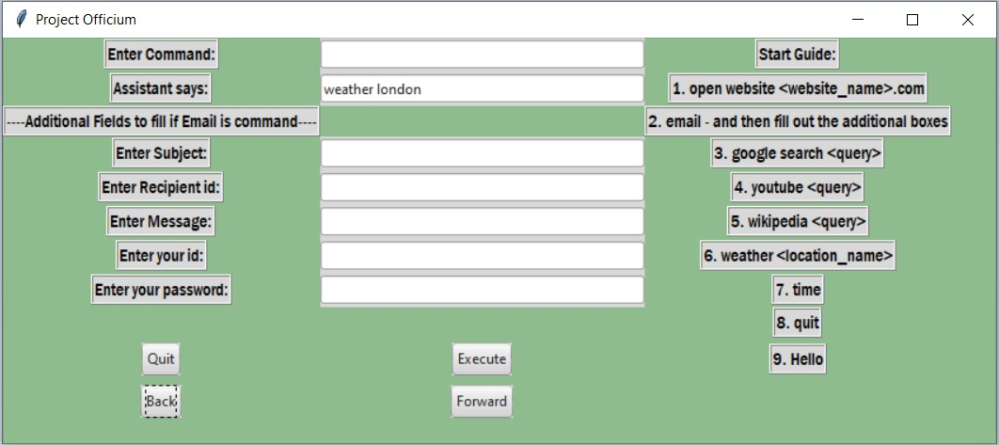 Project Officium
Enter Command:
Start Guide:
Assistant says:
weather london
1. open website <website_name>.com
----Additional Fields to fill if Email is command----
2. email - and then fill out the additional boxes
Enter Subject:
3. google search <query>
Enter Recipient id:
4. youtube <query>
Enter Message:
5. wikipedia <query>
Enter your id:
6. weather <location_name>
Enter your password:
7. time
8. quit
Quit
Execute
9. Hello
Back
Forward